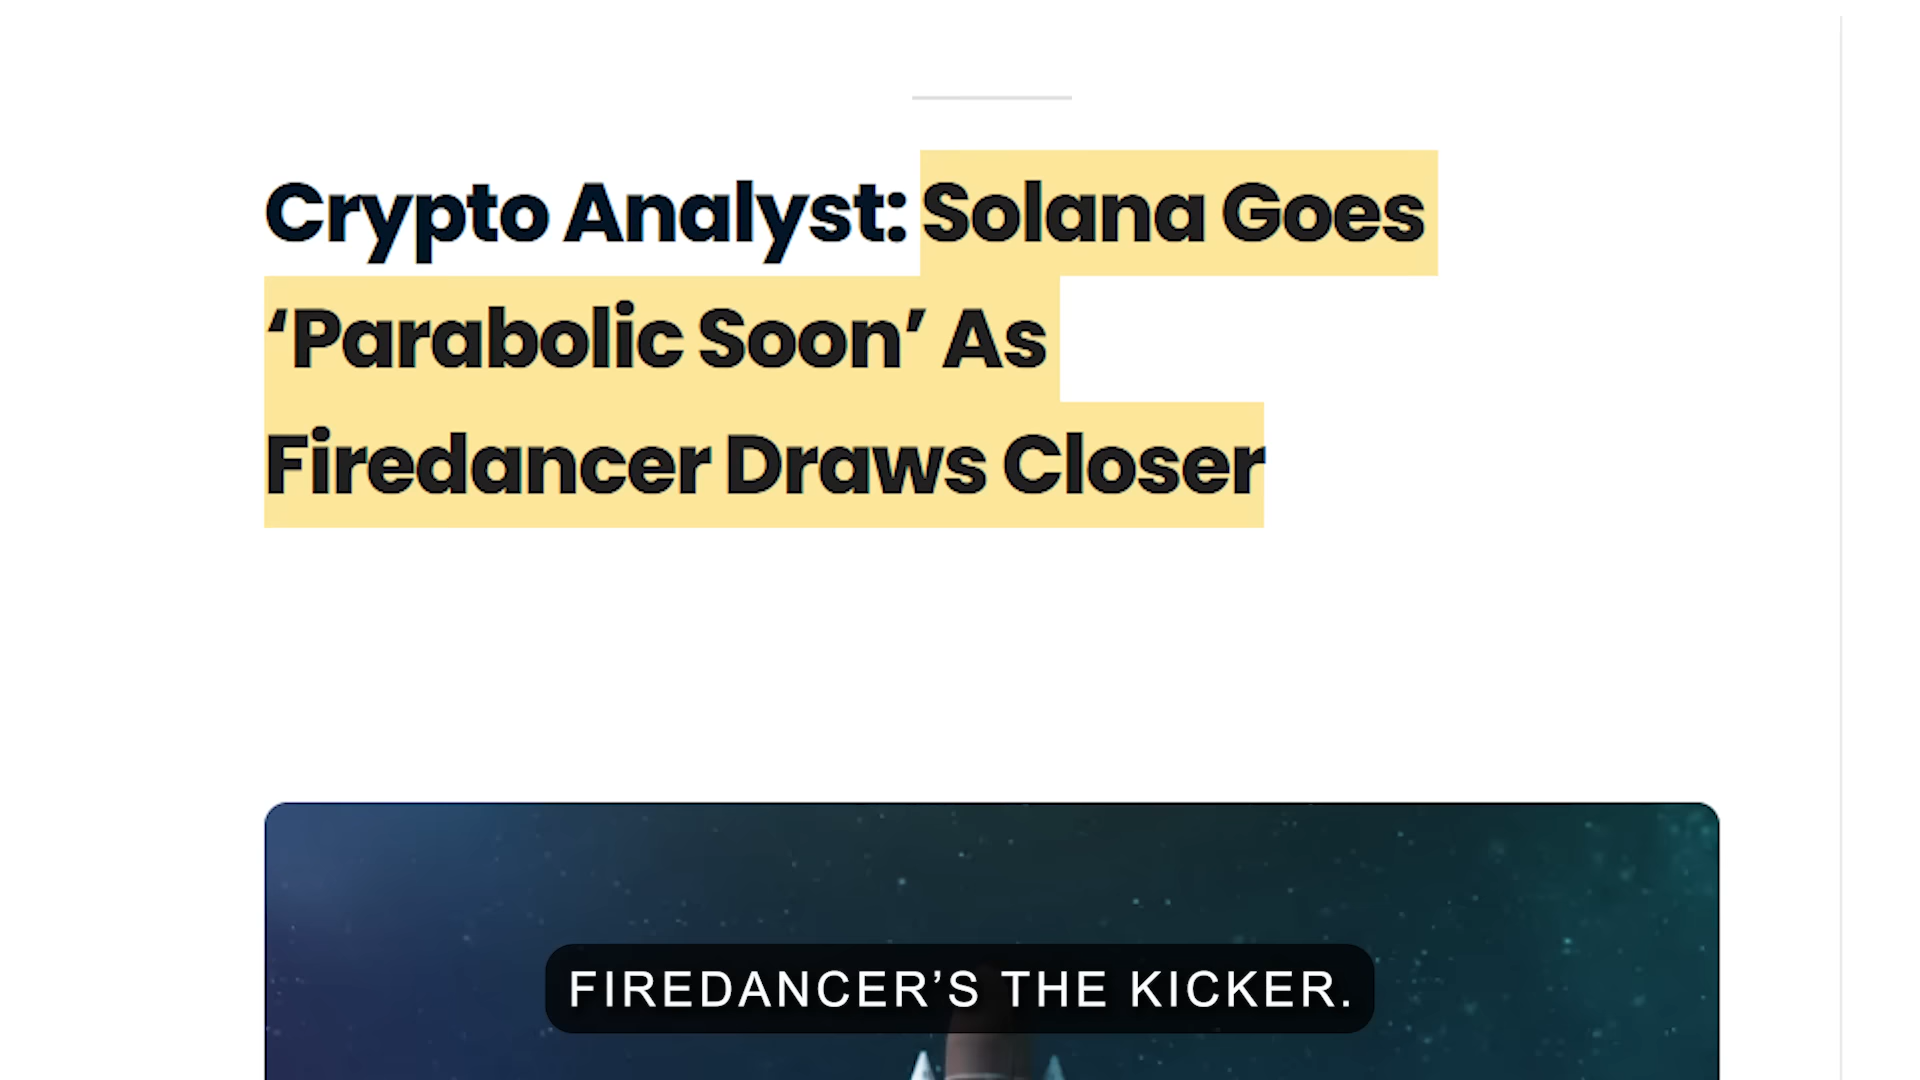 Crypto Analyst: Solana Goes
‘Parabolic Soon’ As
Firedancer Draws Closer
FIREDANCER’S THE KICKER.